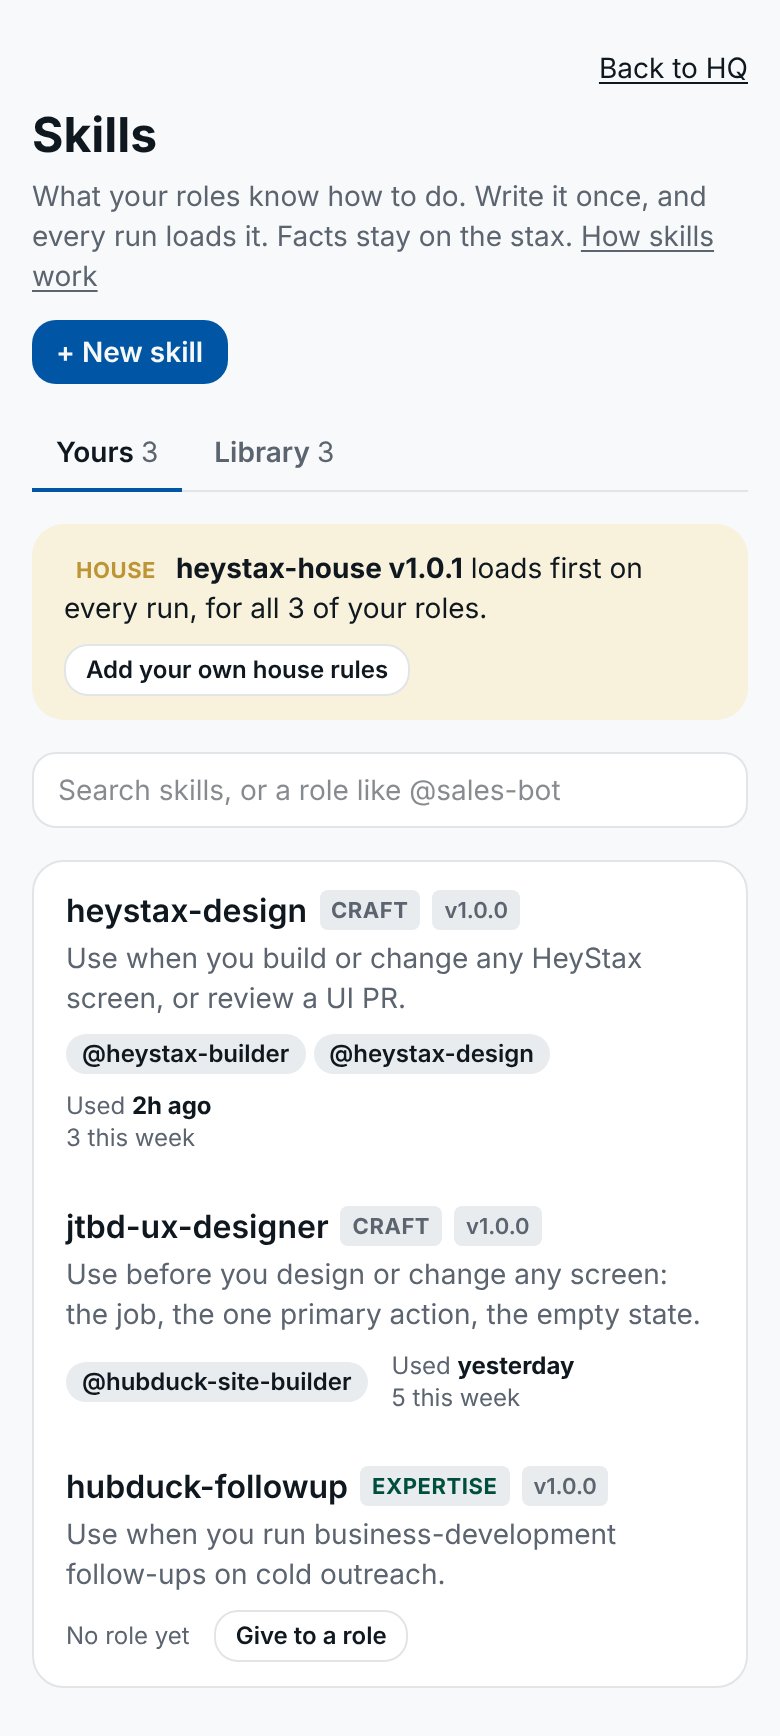 Back to HQ
Skills
What your roles know how to do. Write it once, and
every run loads it. Facts stay on the stax. How skills
work
+ New skill
Yours 3 Library 3
HOUSE heystax-house v1.0.1 loads first on
every run, for all 3 of your roles.
Add your own house rules
Search skills, or a role like @sales-bot
heystax-design CRAFT v1.0.0
Use when you build or change any HeyStax
screen, or review a UI PR.
@heystax-builder @heystax-design
Used 2h ago
3 this week
jtbd-ux-designer CRAFT v1.0.0
Use before you design or change any screen:
the job, the one primary action, the empty state.
@hubduck-site-builder
Used yesterday
5 this week
hubduck-followup EXPERTISE v1.0.0
Use when you run business-development
follow-ups on cold outreach.
No role yet Give to a role